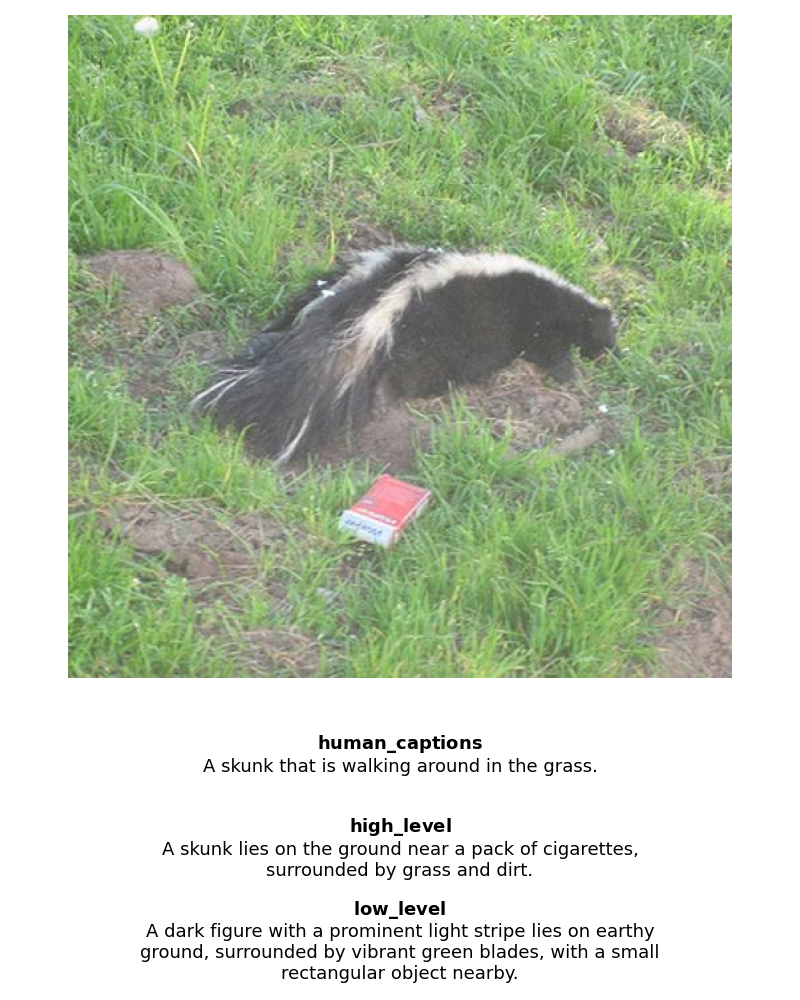 human_captions
A skunk that is walking around in the grass.
high_level
A skunk lies on the ground near a pack of cigarettes,
surrounded by grass and dirt.
low_level
A dark figure with a prominent light stripe lies on earthy
ground, surrounded by vibrant green blades, with a small
rectangular object nearby.